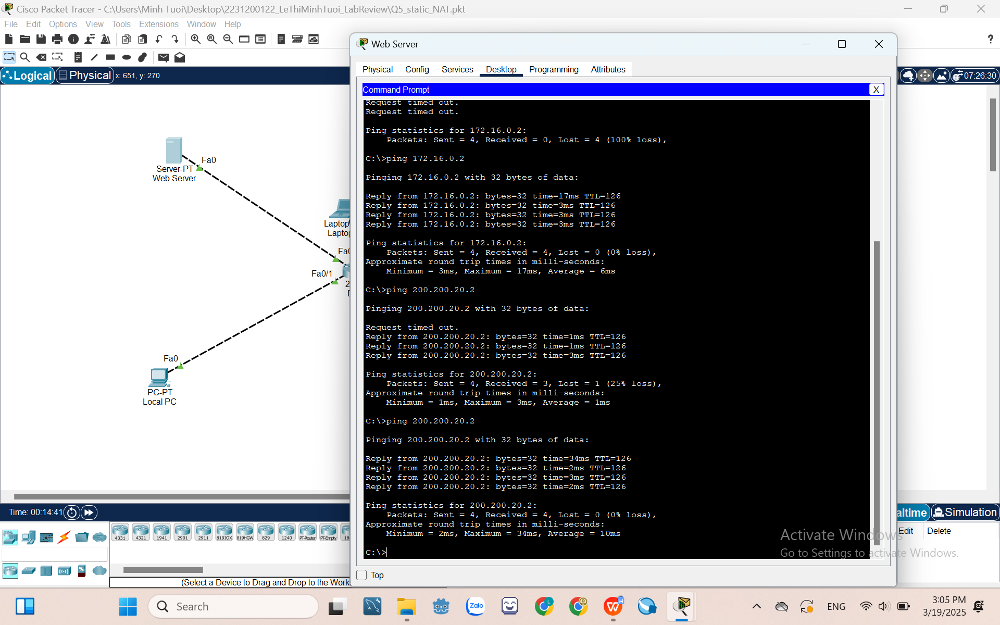 Cisco Packet Tracer - C:\Users\Minh Tuoi\Desktop\2231200122_LeThiMinhTuoi_LabReview\Q5_static_NAT.pkt
File Edit Options View Tools Extensions Window Help
Logical Physical x: 651, y: 270
07:26:30
Fa0
Server-PT
Web Server
Laptop
Laptop
Fa0
Fa0/1
2
Fa0
PC-PT
Local PC
Web Server
Physical Config Services Desktop Programming Attributes
Command Prompt
X
Request timed out.
Request timed out.
Ping statistics for 172.16.0.2:
Packets: Sent = 4, Received = 0, Lost = 4 (100% loss),
C:\>ping 172.16.0.2
Pinging 172.16.0.2 with 32 bytes of data:
Reply from 172.16.0.2: bytes=32 time=17ms TTL=126
Reply from 172.16.0.2: bytes=32 time=3ms TTL=126
Reply from 172.16.0.2: bytes=32 time=3ms TTL=126
Reply from 172.16.0.2: bytes=32 time=3ms TTL=126
Ping statistics for 172.16.0.2:
Packets: Sent = 4, Received = 4, Lost = 0 (0% loss),
Approximate round trip times in milli-seconds:
Minimum = 3ms, Maximum = 17ms, Average = 6ms
C:\>ping 200.200.20.2
Pinging 200.200.20.2 with 32 bytes of data:
Request timed out.
Reply from 200.200.20.2: bytes=32 time=1ms TTL=126
Reply from 200.200.20.2: bytes=32 time=1ms TTL=126
Reply from 200.200.20.2: bytes=32 time=3ms TTL=126
Ping statistics for 200.200.20.2:
Packets: Sent = 4, Received = 3, Lost = 1 (25% loss),
Approximate round trip times in milli-seconds:
Minimum = 1ms, Maximum = 3ms, Average = 1ms
C:\>ping 200.200.20.2
Pinging 200.200.20.2 with 32 bytes of data:
Reply from 200.200.20.2: bytes=32 time=34ms TTL=126
Reply from 200.200.20.2: bytes=32 time=2ms TTL=126
Reply from 200.200.20.2: bytes=32 time=3ms TTL=126
Reply from 200.200.20.2: bytes=32 time=2ms TTL=126
Ping statistics for 200.200.20.2:
Packets: Sent = 4, Received = 4, Lost = 0 (0% loss),
Approximate round trip times in milli-seconds:
Minimum = 2ms, Maximum = 34ms, Average = 10ms
C:\>
Top
Time: 00:14:41
altime Simulation
Edit Delete
Activate Windows
Go to Settings to activate Windows.
4331 4321 1941 2901 2911 819IOX 819HGW 829 1240 PT-Router PT-Empty 18
(Select a Device to Drag and Drop to the Work
Search
Zalo
ENG
3:05 PM
3/19/2025